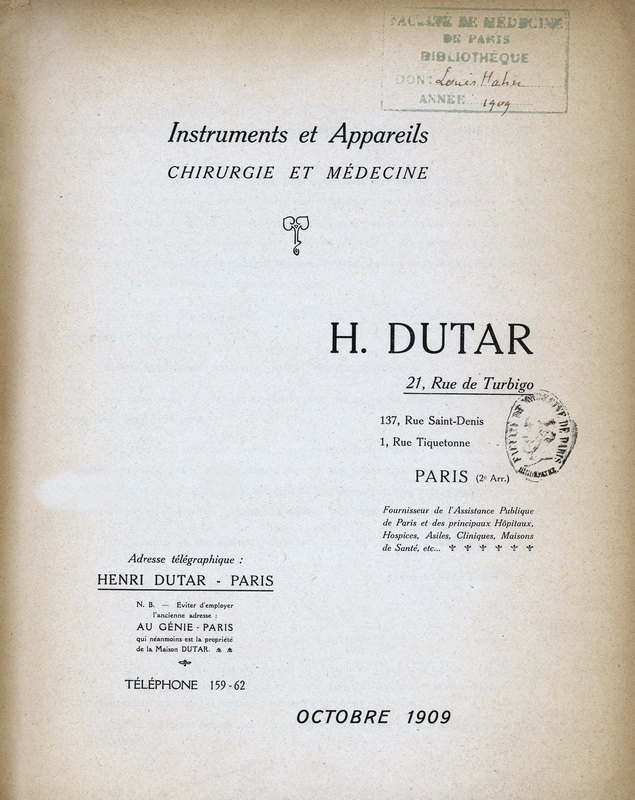 FACULTÉ DE MÉDECINE
DE PARIS
BIBLIOTHÈQUE
DON: Louis Hahn
ANNÉE 1909
Instruments et Appareils
CHIRURGIE ET MÉDECINE
H. DUTAR
21, Rue de Turbigo
137, Rue Saint-Denis
1, Rue Tiquetonne
PARIS (2e Arr.)
Fournisseur de l'Assistance Publique
de Paris et des principaux Hôpitaux,
Hospices, Asiles, Cliniques, Maisons
de Santé, etc...
Adresse télégraphique :
HENRI DUTAR - PARIS
N. B. — Eviter d'employer
l'ancienne adresse :
AU GÉNIE - PARIS
qui néanmoins est la propriété
de la Maison DUTAR.
TÉLÉPHONE 159-62
OCTOBRE 1909